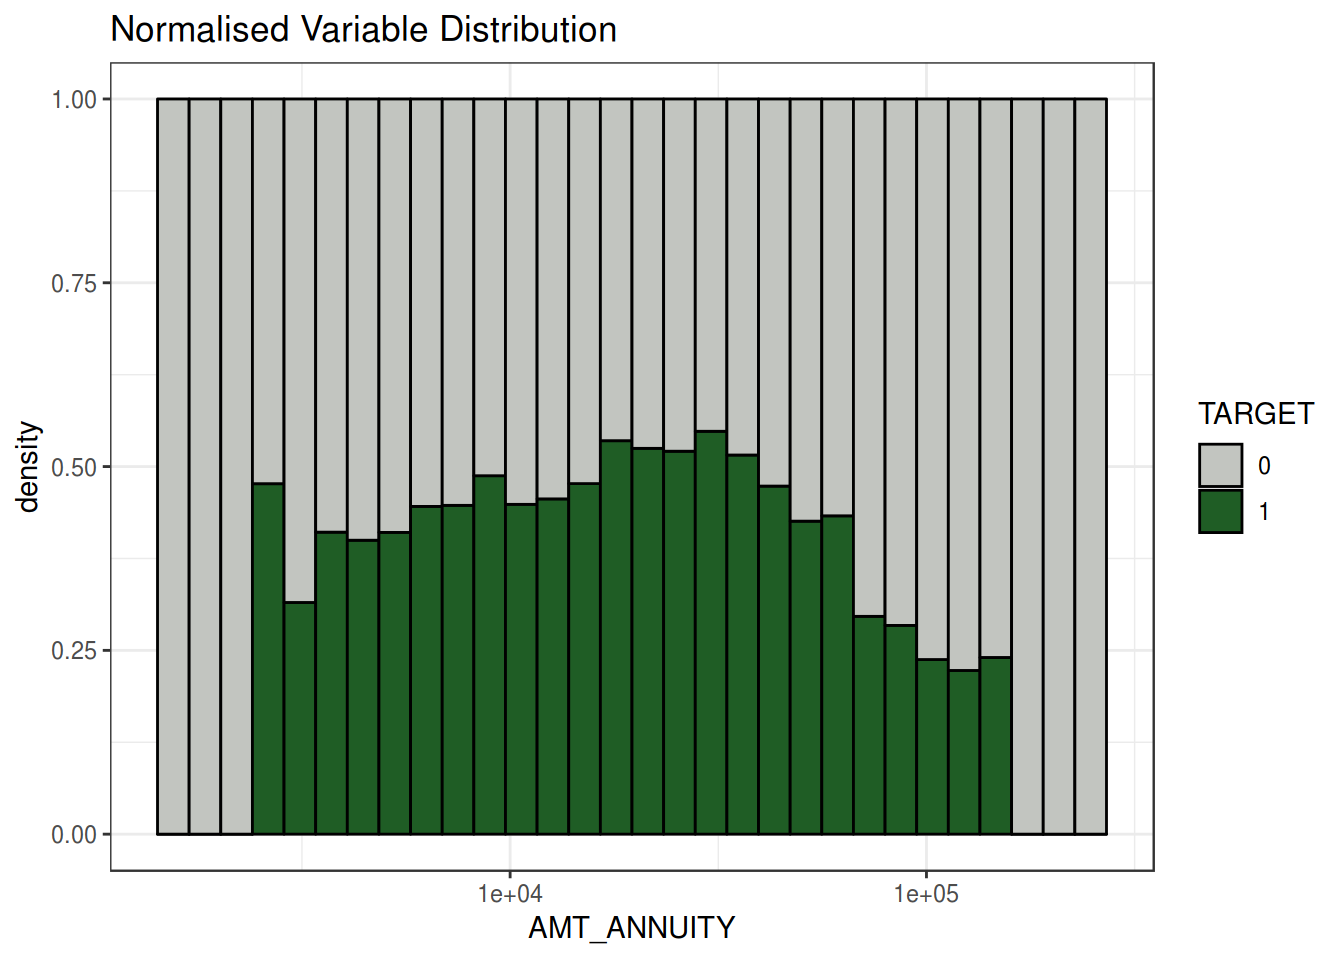 Normalised Variable Distribution
1.00
0.75
0.50
0.25
0.00
density
1e+04
1e+05
AMT_ANNUITY
TARGET
0
1